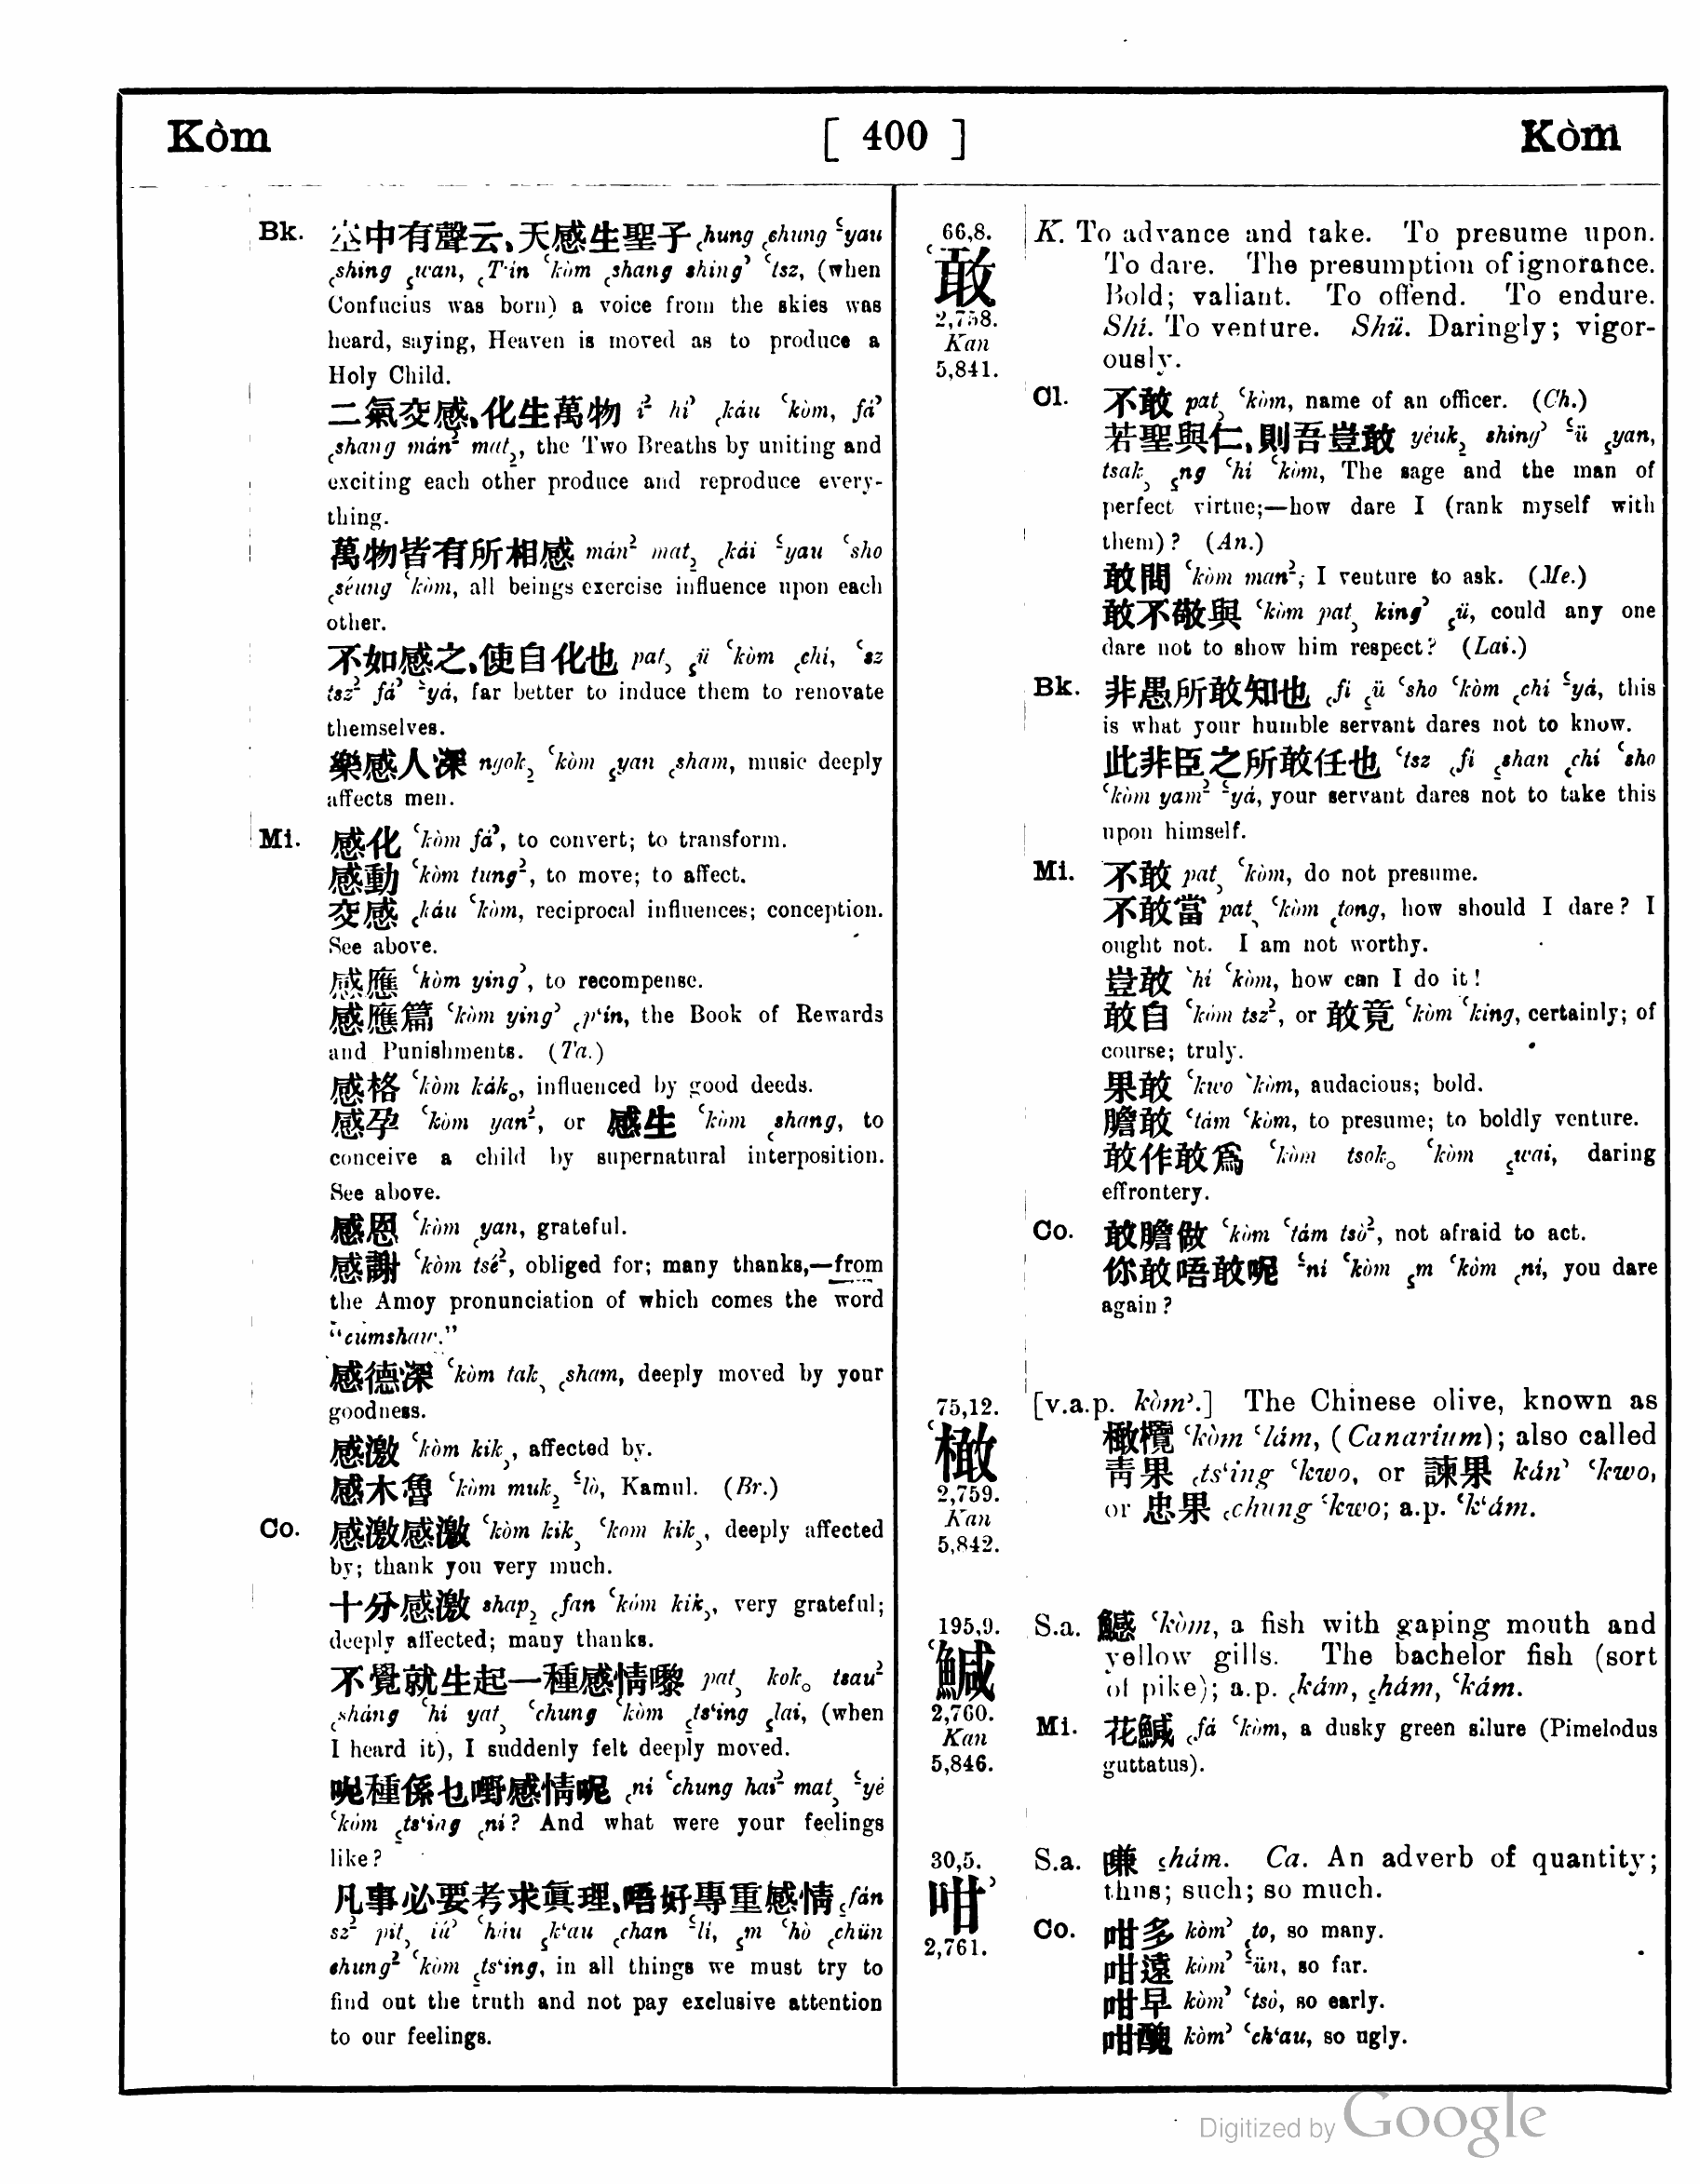 Kòm [ 400 ] Kòm
Bk. 空中有聲云、天感生聖子 ꜀hung ꜀chung ꜃yau
꜀shing ꜁wan, ꜀T‘ín ꜂kòm ꜀shang shing꜄ ꜂tsz, (when
Confucius was born) a voice from the skies was
heard, saying, Heaven is moved as to produce a
Holy Child.
二氣交感、化生萬物 í꜅ hí꜄ ꜀káu ꜂kòm, fá꜄
꜀shang mán꜅ mat꜇, the Two Breaths by uniting and
exciting each other produce and reproduce every-
thing.
萬物皆有所相感 mán꜅ mat꜇ ꜀kái ꜃yau ꜂sho
꜀séung ꜂kòm, all beings exercise influence upon each
other.
不如感之、使自化也 pat꜆ ꜁ü ꜂kòm ꜀chí, ꜂sz
tsz꜅ fá꜄ ꜃yá, far better to induce them to renovate
themselves.
樂感人深 ngok꜇ ꜂kòm ꜁yan ꜀sham, music deeply
affects men.
Mi. 感化 ꜂kòm fá꜄, to convert; to transform.
感動 ꜂kòm tung꜅, to move; to affect.
交感 ꜀káu ꜂kòm, reciprocal influences; conception.
See above.
感應 ꜂kòm ying꜄, to recompense.
感應篇 ꜂kòm ying꜄ ꜀p‘ín, the Book of Rewards
and Punishments. (Ta.)
感格 ꜂kòm kák。, influenced by good deeds.
感孕 ꜂kòm yan꜅, or 感生 ꜂kòm ꜀shang, to
conceive a child by supernatural interposition.
See above.
感恩 ꜂kòm ꜀yan, grateful.
感謝 ꜂kòm tsé꜅, obliged for; many thanks,—from
the Amoy pronunciation of which comes the word
“cumshaw.”
感德深 ꜂kòm tak꜆ ꜀sham, deeply moved by your
goodness.
感激 ꜂kòm kik꜆, affected by.
感木魯 ꜂kòm muk꜇ ꜃lò, Kamul. (Br.)
Co. 感激感激 ꜂kòm kik꜆ ꜂kòm kik꜆, deeply affected
by; thank you very much.
十分感激 shap꜇ ꜀fan ꜂kòm kik꜆, very grateful;
deeply affected; many thanks.
不覺就生起一種感情嚟 pat꜆ kok。 tsau꜅
꜀sháng ꜂hí yat꜆ ꜂chung ꜂kòm ꜁ts‘ing ꜁lai, (when
I heard it), I suddenly felt deeply moved.
呢種係乜嘢感情呢 ꜀ni ꜂chung hai꜅ mat꜆ ꜃yé
꜂kòm ꜁ts‘ing ꜀ni? And what were your feelings
like?
凡事必要考求眞理、唔好專重感情 ꜁fán
sz꜅ pit꜆ iú꜄ ꜂háu ꜁k‘au ꜀chan ꜃lí, ꜁m ꜂hò ꜀chün
chung꜅ ꜂kòm ꜁ts‘ing, in all things we must try to
find out the truth and not pay exclusive attention
to our feelings.
66,8.
꜂敢
2,758.
Kan
5,841.
K. To advance and take. To presume upon.
To dare. The presumption of ignorance.
Bold; valiant. To offend. To endure.
Shí. To venture. Shü. Daringly; vigor-
ously.
Cl. 不敢 pat꜆ ꜂kòm, name of an officer. (Ch.)
若聖與仁、則吾豈敢 yéuk꜇ shing꜄ ꜃ü ꜁yan,
tsak꜆ ꜁ng ꜂hí ꜂kòm, The sage and the man of
perfect virtue;—how dare I (rank myself with
them)? (An.)
敢問 ꜂kòm man꜅, I venture to ask. (Me.)
敢不敬與 ꜂kòm pat꜆ king꜄ ꜁ü, could any one
dare not to show him respect? (Lai.)
Bk. 非愚所敢知也 ꜀fi ꜁ü ꜂sho ꜂kòm ꜀chí ꜃yá, this
is what your humble servant dares not to know.
此非臣之所敢任也 ꜂tsz ꜀fi ꜁shan ꜀chí ꜂sho
꜂kòm yam꜅ ꜃yá, your servant dares not to take this
upon himself.
Mi. 不敢 pat꜆ ꜂kòm, do not presume.
不敢當 pat꜆ ꜂kòm ꜀tong, how should I dare? I
ought not. I am not worthy.
豈敢 ꜂hí ꜂kòm, how can I do it!
敢自 ꜂kòm tsz꜅, or 敢竟 ꜂kòm ꜂king, certainly; of
course; truly.
果敢 ꜂kwo ꜂kòm, audacious; bold.
膽敢 ꜂tám ꜂kòm, to presume; to boldly venture.
敢作敢爲 ꜂kòm tsok。 ꜂kòm ꜁wai, daring
effrontery.
Co. 敢膽做 ꜂kòm ꜂tám tsò꜅, not afraid to act.
你敢唔敢呢 ꜃ni ꜂kòm ꜁m ꜂kòm ꜀ni, you dare
again?
75,12.
꜂橄
2,759.
Kan
5,842.
[v.a.p. kòm꜄.] The Chinese olive, known as
橄欖 ꜂kòm ꜂lám, (Canarium); also called
靑果 ꜀ts‘ing ꜂kwo, or 諫果 kán꜄ ꜂kwo,
or 忠果 ꜀chung ꜂kwo; a.p. ꜂k‘ám.
195,9.
꜂鰔
2,760.
Kan
5,846.
S.a. 鱤 ꜂kòm, a fish with gaping mouth and
yellow gills. The bachelor fish (sort
of pike); a.p. ꜀kám, ꜁hám, ꜂kám.
Mi. 花鰔 ꜀fá ꜂kòm, a dusky green silure (Pimelodus
guttatus).
30,5.
咁꜄
2,761.
S.a. 嗛 ꜁hám. Ca. An adverb of quantity;
thus; such; so much.
Co. 咁多 kòm꜄ ꜀to, so many.
咁遠 kòm꜄ ꜃ün, so far.
咁早 kòm꜄ ꜂tsò, so early.
咁醜 kòm꜄ ꜂ch‘au, so ugly.
Digitized by Google